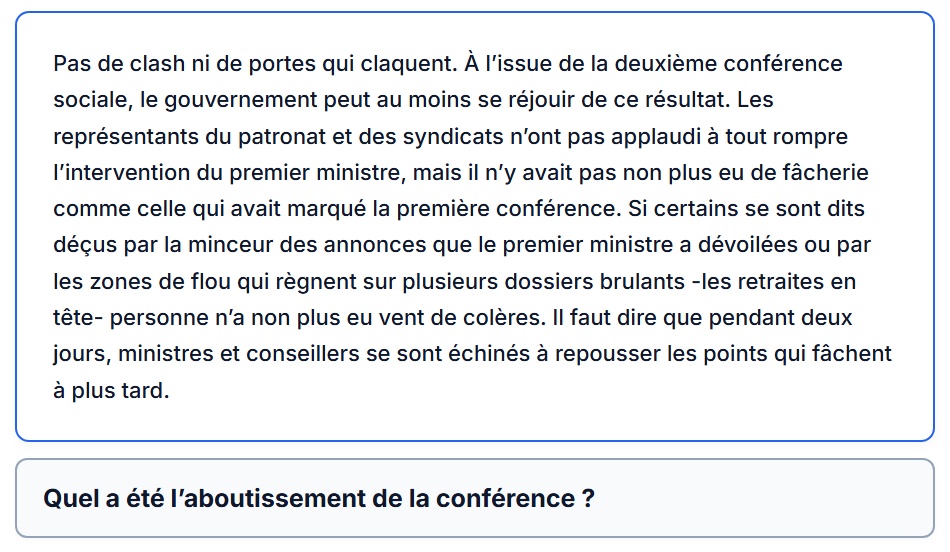 Pas de clash ni de portes qui claquent. À l’issue de la deuxième conférence
sociale, le gouvernement peut au moins se réjouir de ce résultat. Les
représentants du patronat et des syndicats n’ont pas applaudi à tout rompre
l’intervention du premier ministre, mais il n’y avait pas non plus eu de fâcherie
comme celle qui avait marqué la première conférence. Si certains se sont dits
déçus par la minceur des annonces que le premier ministre a dévoilées ou par
les zones de flou qui règnent sur plusieurs dossiers brulants -les retraites en
tête- personne n’a non plus eu vent de colères. Il faut dire que pendant deux
jours, ministres et conseillers se sont échinés à repousser les points qui fâchent
à plus tard.
Quel a été l’aboutissement de la conférence ?